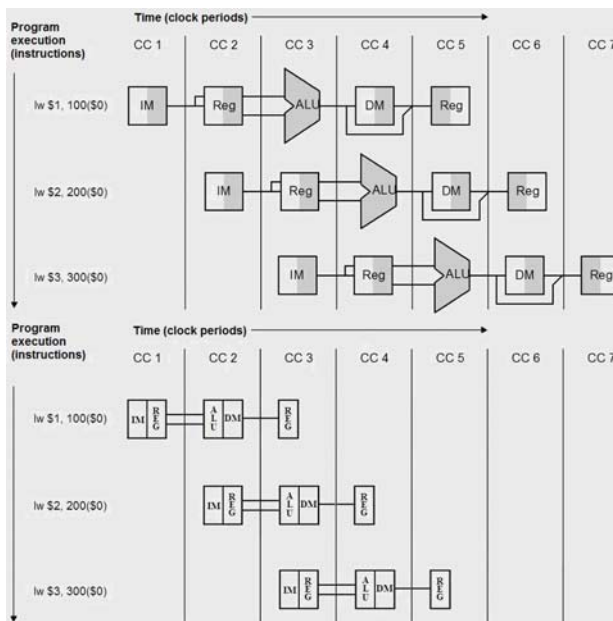 Time (clock periods)
Program
execution
(instructions)
CC 1 CC 2 CC 3 CC 4 CC 5 CC 6 CC 7
lw $1, 100($0) IM Reg ALU DM Reg
lw $2, 200($0) IM Reg ALU DM Reg
lw $3, 300($0) IM Reg ALU DM Reg
Time (clock periods)
Program
execution
(instructions)
CC 1 CC 2 CC 3 CC 4 CC 5 CC 6 CC 7
lw $1, 100($0) IM REG ALU DM REG
lw $2, 200($0) IM REG ALU DM REG
lw $3, 300($0) IM REG ALU DM REG